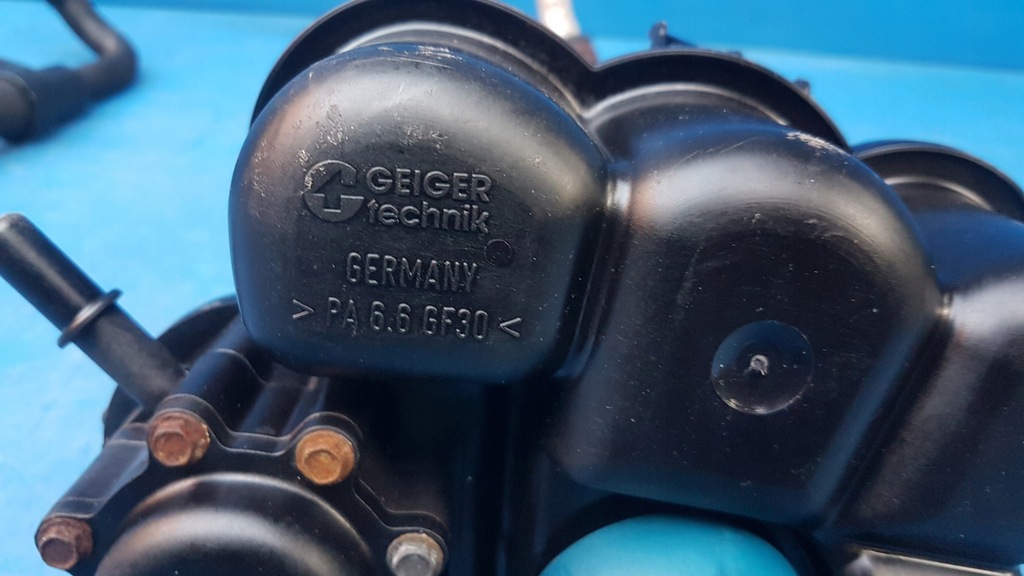 GEIGER
technik
GERMANY
> PA 6.6 GF30 <